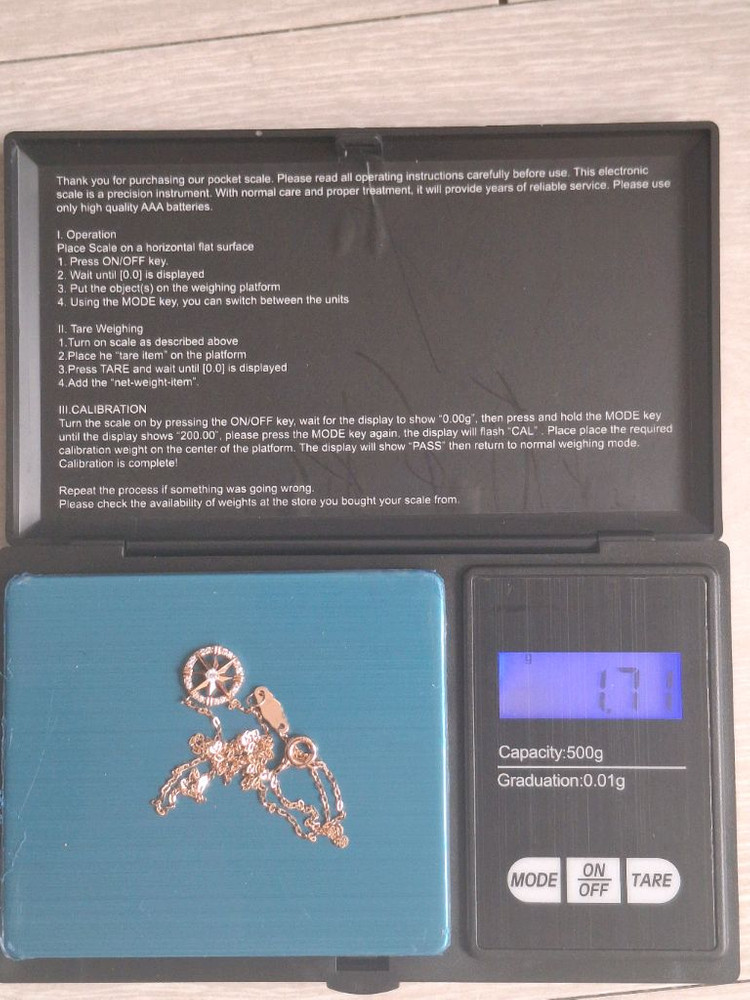 Thank you for purchasing our pocket scale. Please read all operating instructions carefully before use. This electronic
scale is a precision instrument. With normal care and proper treatment, it will provide years of reliable service. Please use
only high quality AAA batteries.
I. Operation
Place Scale on a horizontal flat surface
1. Press ON/OFF key.
2. Wait until [0.0] is displayed
3. Put the object(s) on the weighing platform
4. Using the MODE key, you can switch between the units
II. Tare Weighing
1.Turn on scale as described above
2.Place he "tare item" on the platform
3.Press TARE and wait until [0.0] is displayed
4.Add the "net-weight-item".
III.CALIBRATION
Turn the scale on by pressing the ON/OFF key, wait for the display to show "0.00g", then press and hold the MODE key
until the display shows "200.00", please press the MODE key again, the display will flash "CAL" . Place place the required
calibration weight on the center of the platform. The display will show "PASS" then return to normal weighing mode.
Calibration is complete!
Repeat the process if something was going wrong.
Please check the availability of weights at the store you bought your scale from.
g
1.71
Capacity:500g
Graduation:0.01g
MODE
ON
OFF
TARE